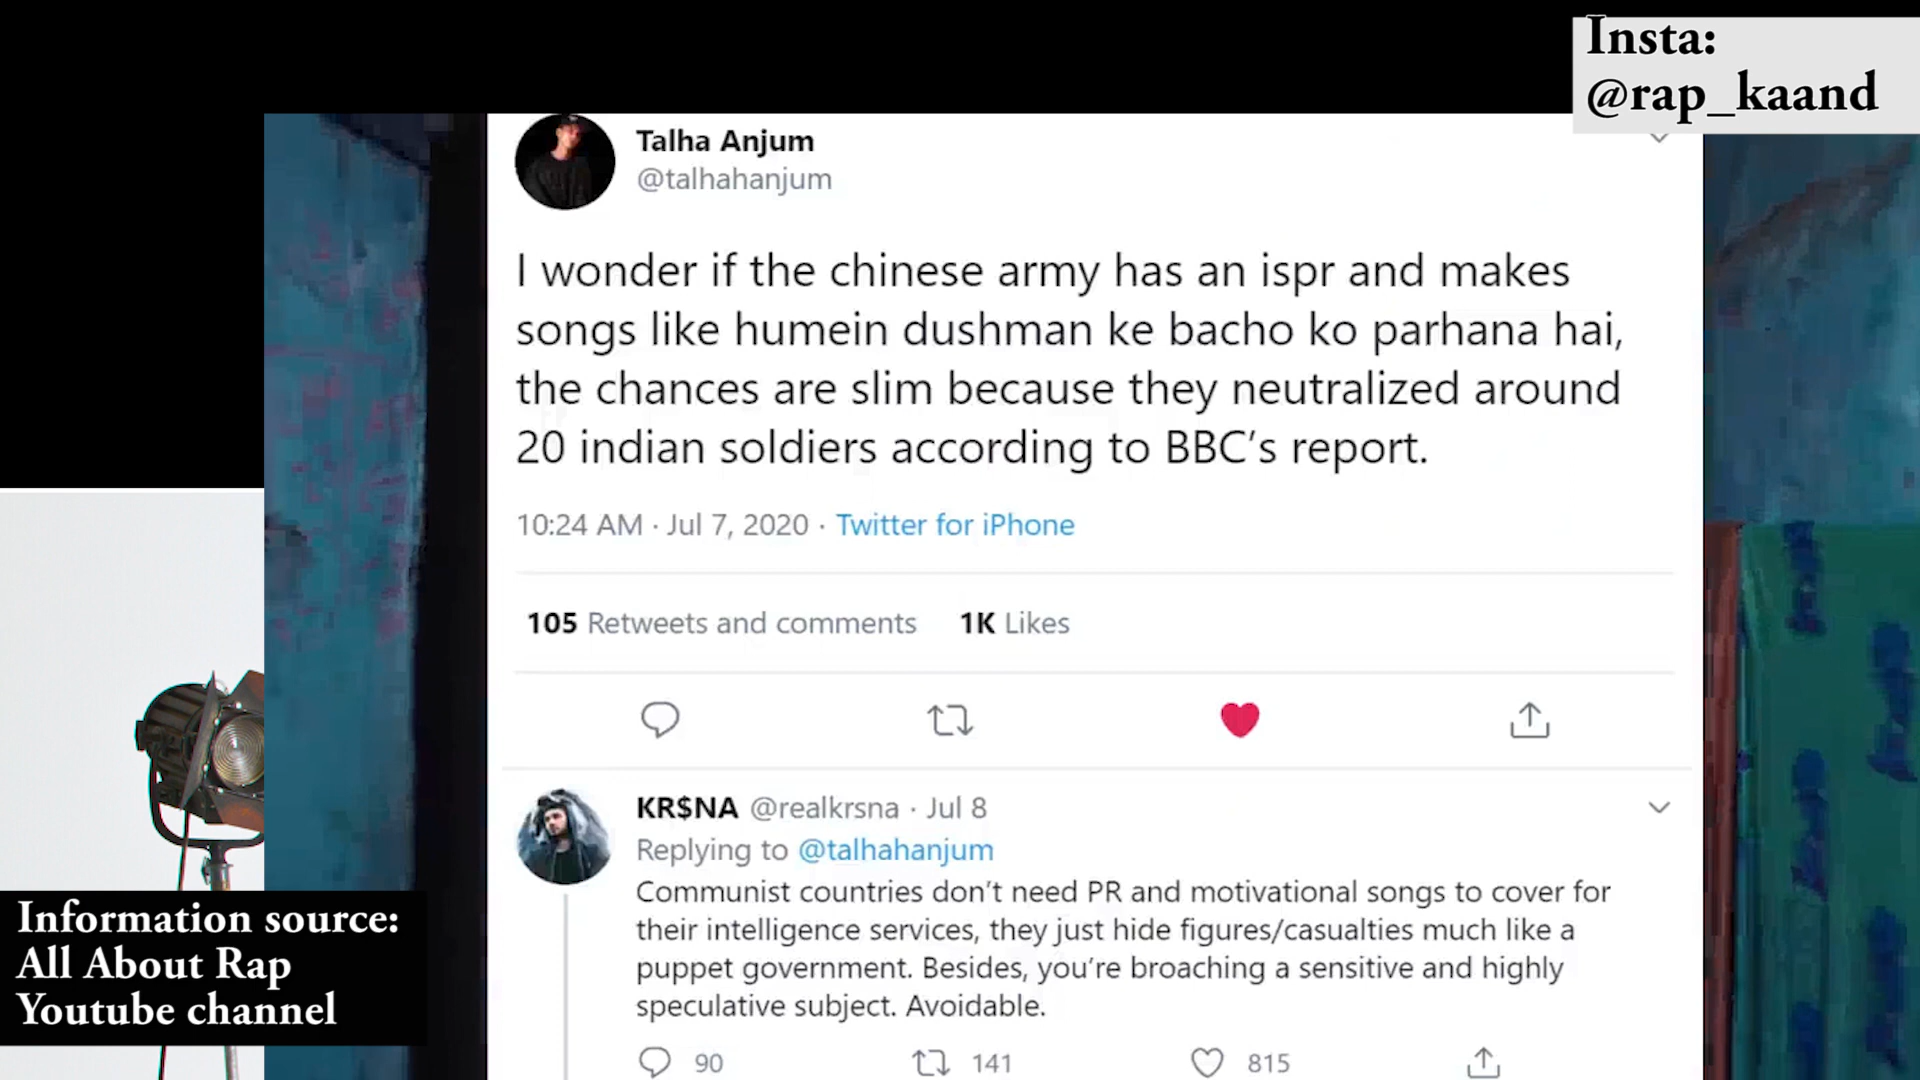 Insta:
@rap_kaand
Talha Anjum
@talhahanjum
I wonder if the chinese army has an ispr and makes
songs like humein dushman ke bacho ko parhana hai,
the chances are slim because they neutralized around
20 indian soldiers according to BBC's report.
10:24 AM · Jul 7, 2020 · Twitter for iPhone
105 Retweets and comments 1K Likes
KR$NA @realkrsna · Jul 8
Replying to @talhahanjum
Communist countries don't need PR and motivational songs to cover for
their intelligence services, they just hide figures/casualties much like a
puppet government. Besides, you're broaching a sensitive and highly
speculative subject. Avoidable.
90 141 815
Information source:
All About Rap
Youtube channel